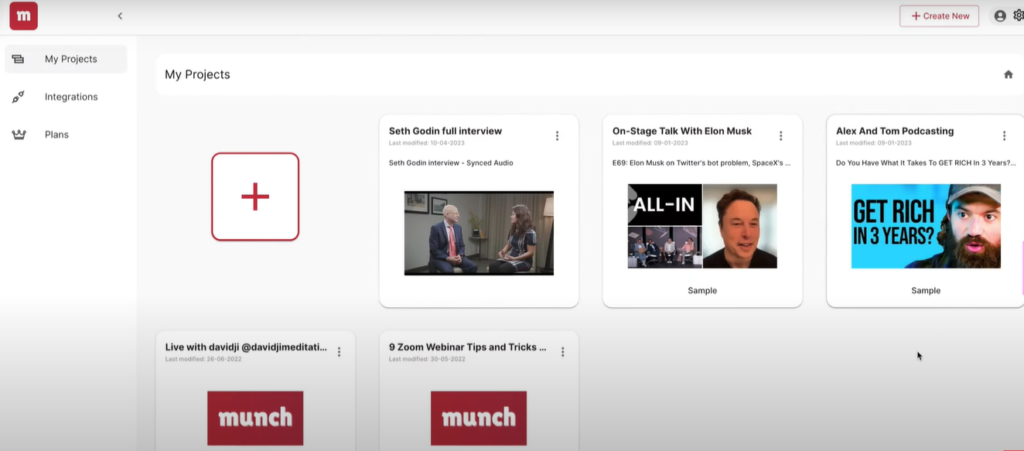 m
Create New
My Projects
Integrations
Plans
My Projects
Seth Godin full interview
Last modified: 10-04-2023
Seth Godin interview - Synced Audio
On-Stage Talk With Elon Musk
Last modified: 09-01-2023
E69: Elon Musk on Twitter's bot problem, SpaceX's ...
ALL-IN
Sample
Alex And Tom Podcasting
Last modified: 09-01-2023
Do You Have What It Takes To GET RICH In 3 Years?...
GET RICH
IN 3 YEARS?
Sample
Live with davidji @davidjimeditati...
Last modified: 26-06-2022
munch
9 Zoom Webinar Tips and Tricks ...
Last modified: 30-05-2022
munch